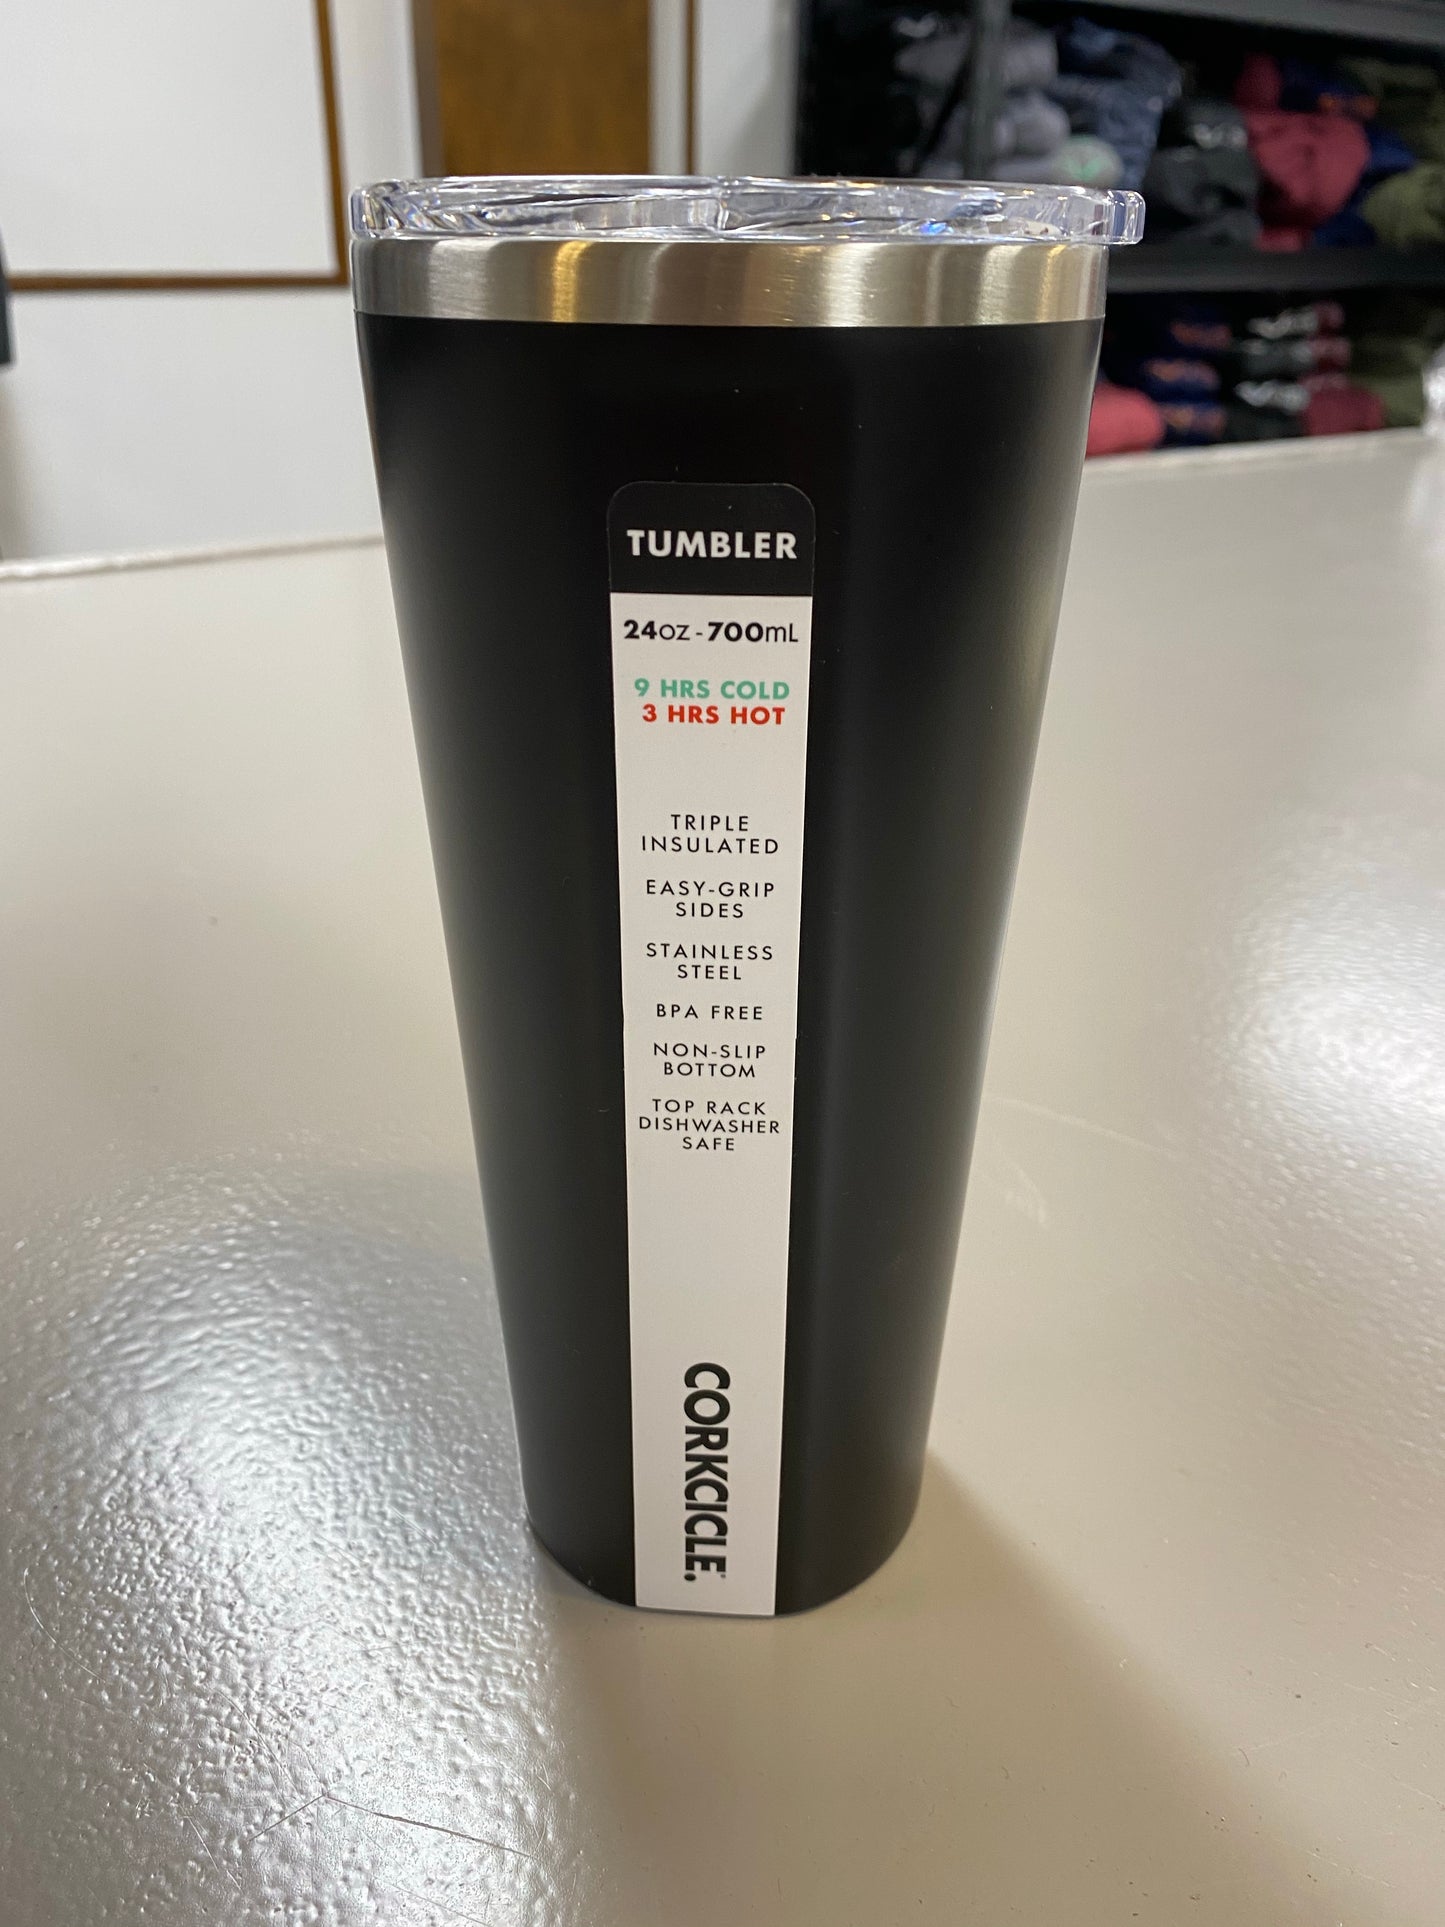 TUMBLER
24oz - 700mL
9 HRS COLD
3 HRS HOT
TRIPLE
INSULATED
EASY-GRIP
SIDES
STAINLESS
STEEL
BPA FREE
NON-SLIP
BOTTOM
TOP RACK
DISHWASHER
SAFE
CORKCICLE.